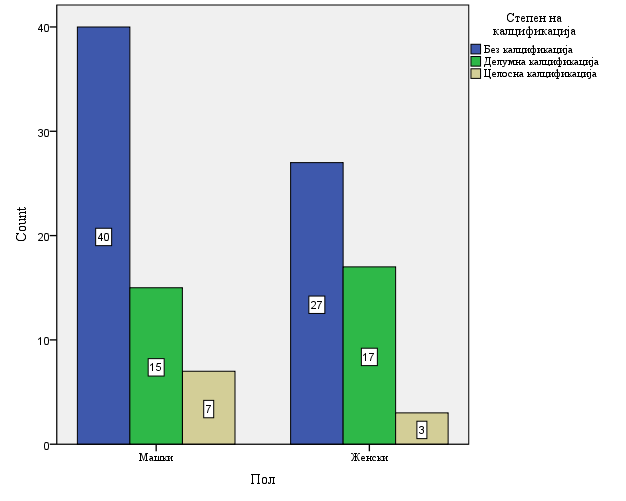 Степен на
калцификација
Без калцификација
Делумна калцификација
Целосна калцификација
40
30
20
10
0
Count
40
15
7
27
17
3
Машки
Женски
Пол